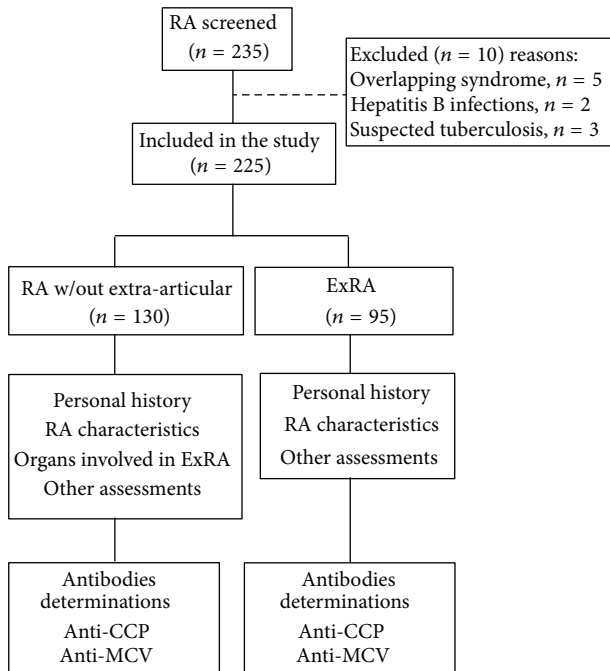 RA screened
(n = 235)
Excluded (n = 10) reasons:
Overlapping syndrome, n = 5
Hepatitis B infections, n = 2
Suspected tuberculosis, n = 3
Included in the study
(n = 225)
RA w/out extra-articular
(n = 130)
ExRA
(n = 95)
Personal history
RA characteristics
Organs involved in ExRA
Other assessments
Personal history
RA characteristics
Other assessments
Antibodies
determinations
Anti-CCP
Anti-MCV
Antibodies
determinations
Anti-CCP
Anti-MCV